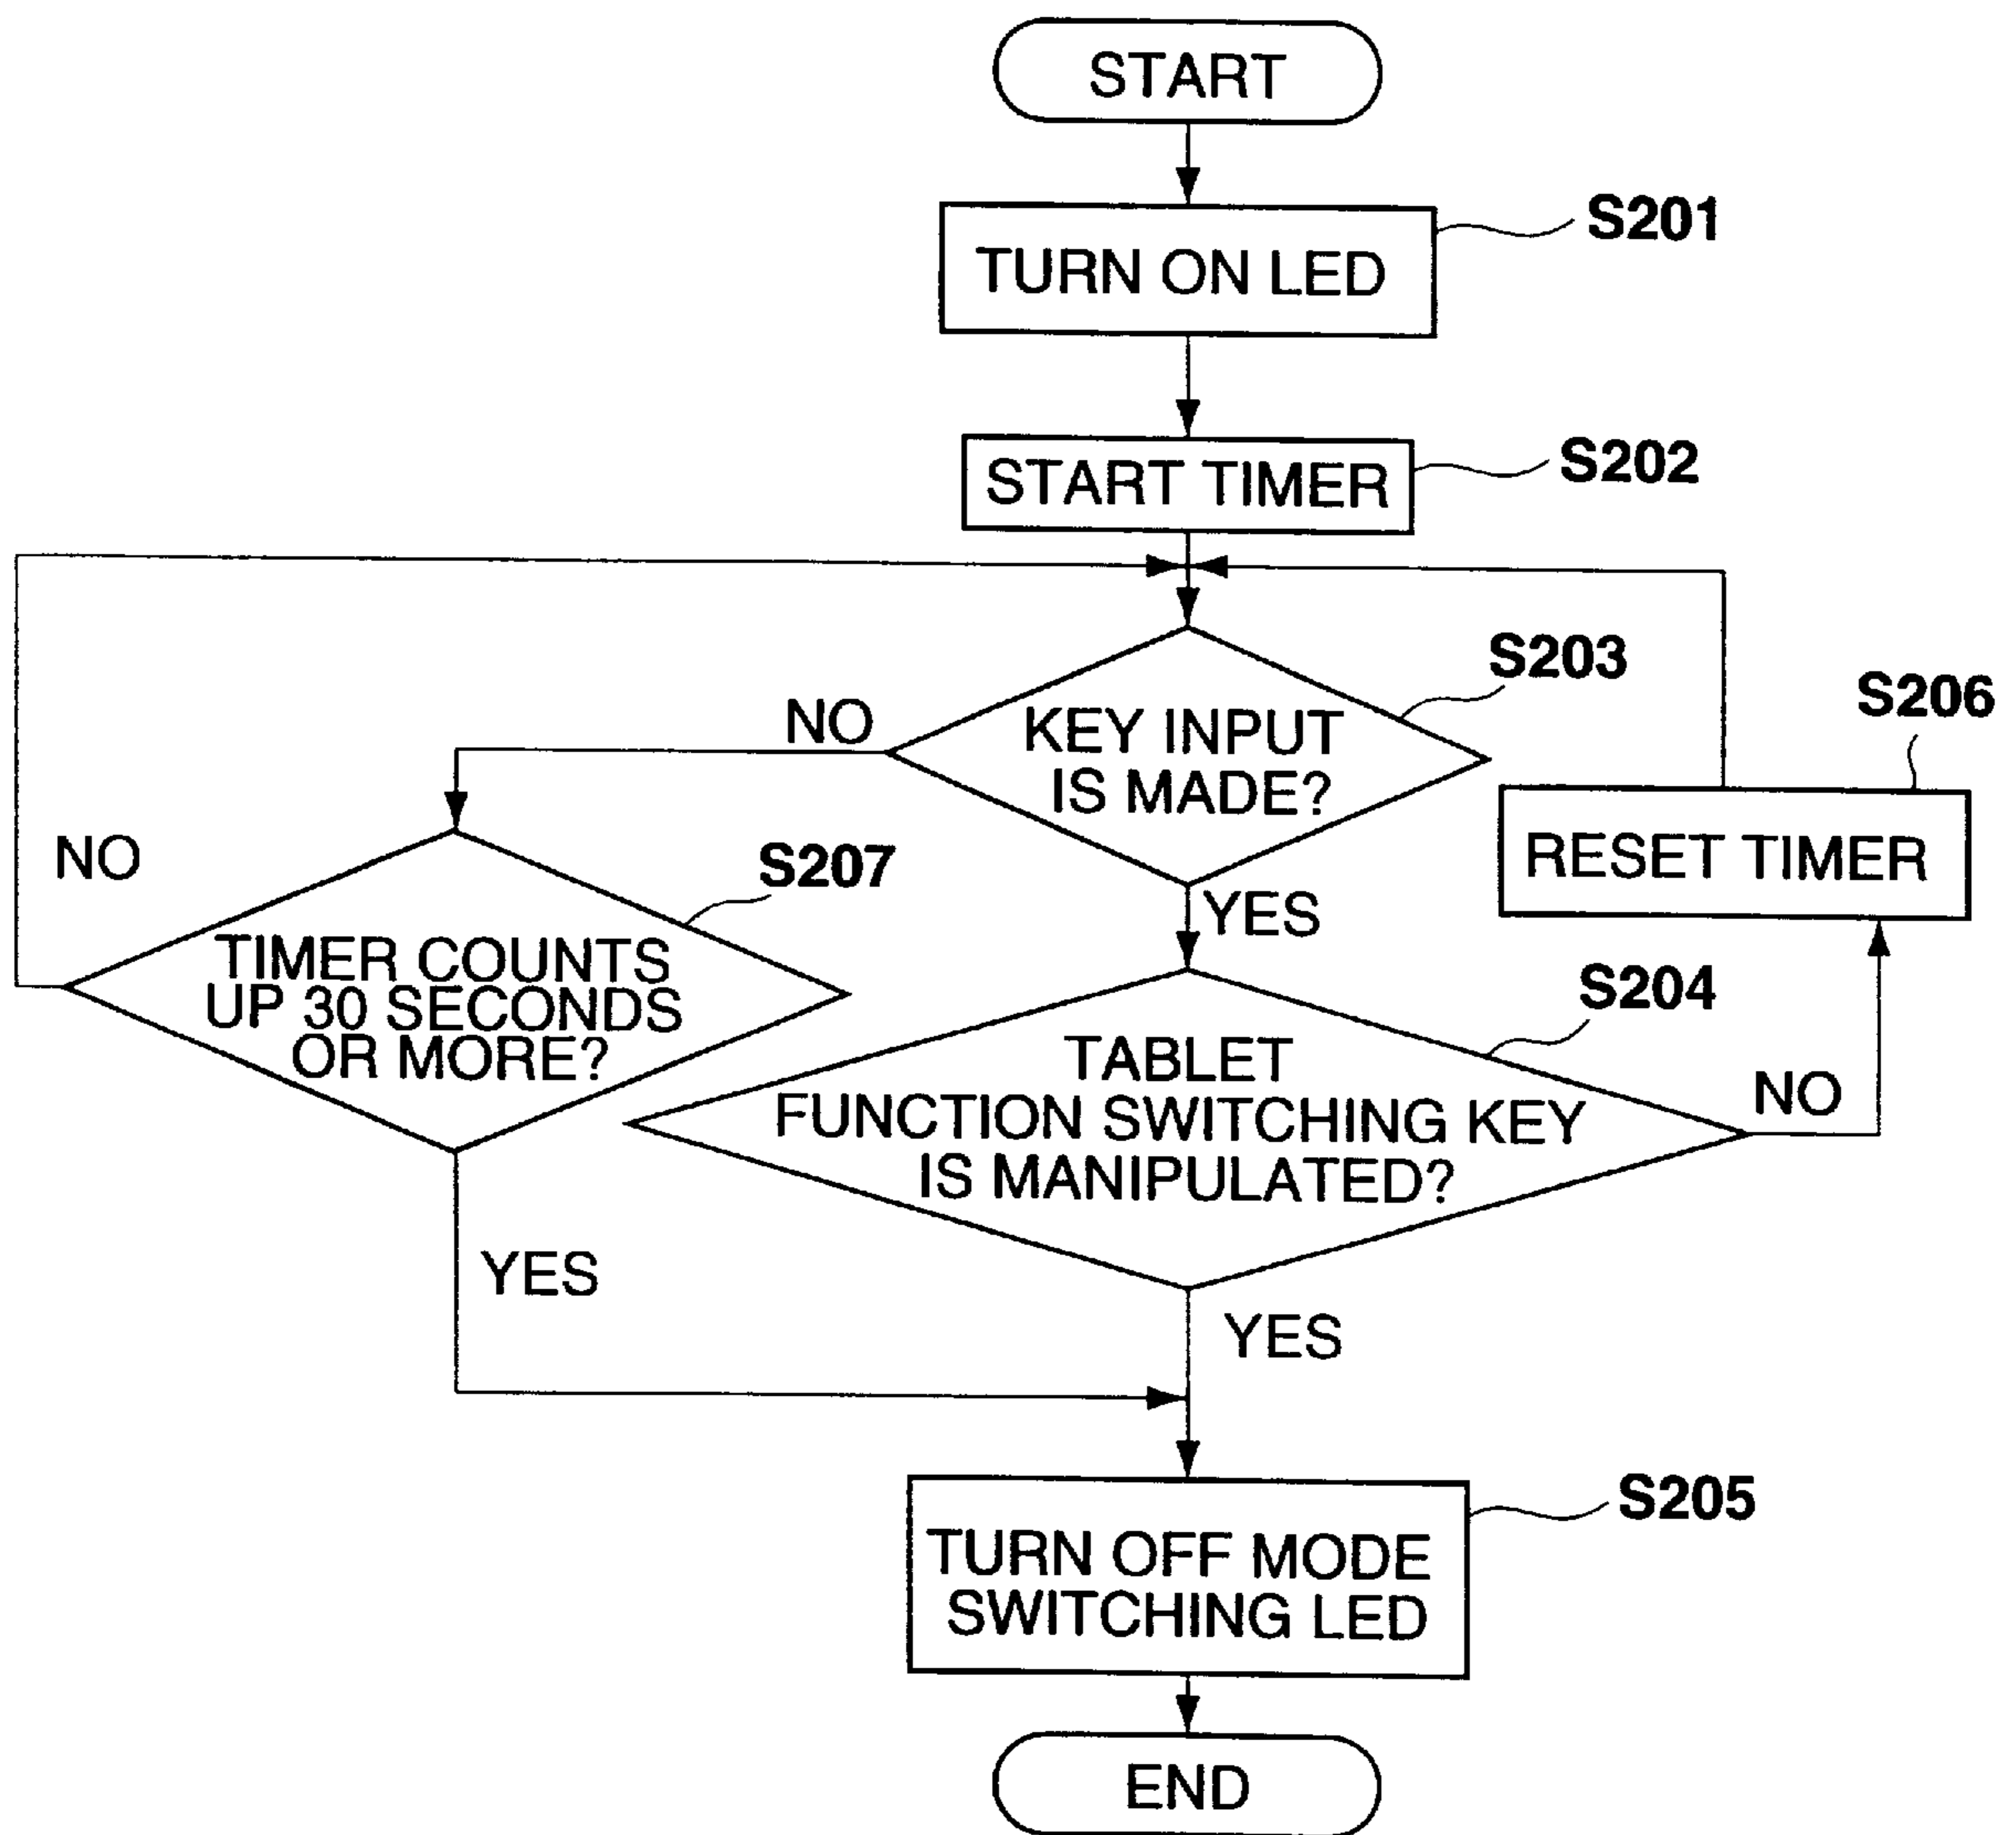 START
S201
TURN ON LED
S202
START TIMER
S203
NO
KEY INPUT
IS MADE?
S206
RESET TIMER
NO
S207
YES
TIMER COUNTS
UP 30 SECONDS
OR MORE?
S204
TABLET
FUNCTION SWITCHING KEY
IS MANIPULATED?
NO
YES
YES
S205
TURN OFF MODE
SWITCHING LED
END